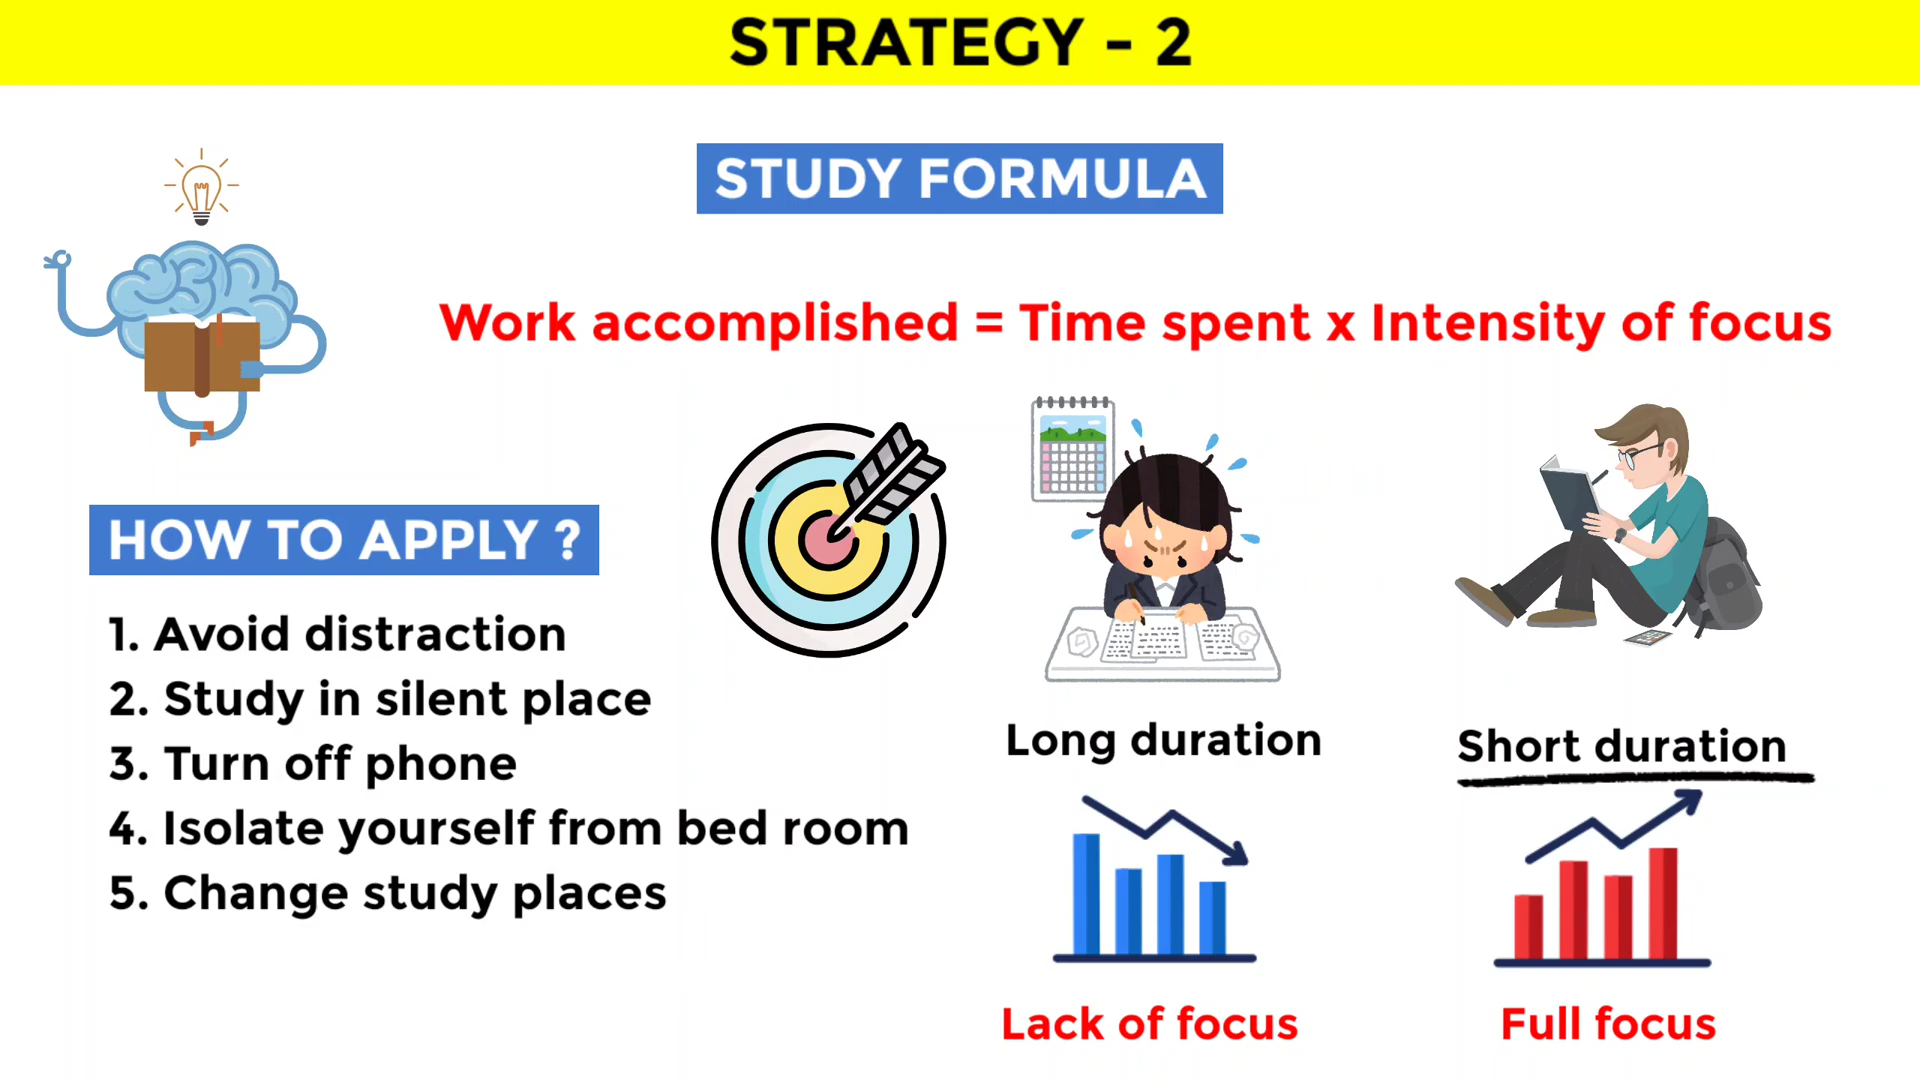 STRATEGY - 2
STUDY FORMULA
Work accomplished = Time spent x Intensity of focus
HOW TO APPLY ?
1. Avoid distraction
2. Study in silent place
3. Turn off phone
4. Isolate yourself from bed room
5. Change study places
Long duration
Short duration
Lack of focus
Full focus